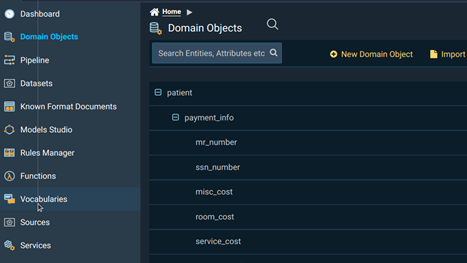 Dashboard
Domain Objects
Pipeline
Datasets
Known Format Documents
Models Studio
Rules Manager
Functions
Vocabularies
Sources
Services
Home
Domain Objects
Search Entities, Attributes etc
New Domain Object
Import
patient
payment_info
mr_number
ssn_number
misc_cost
room_cost
service_cost